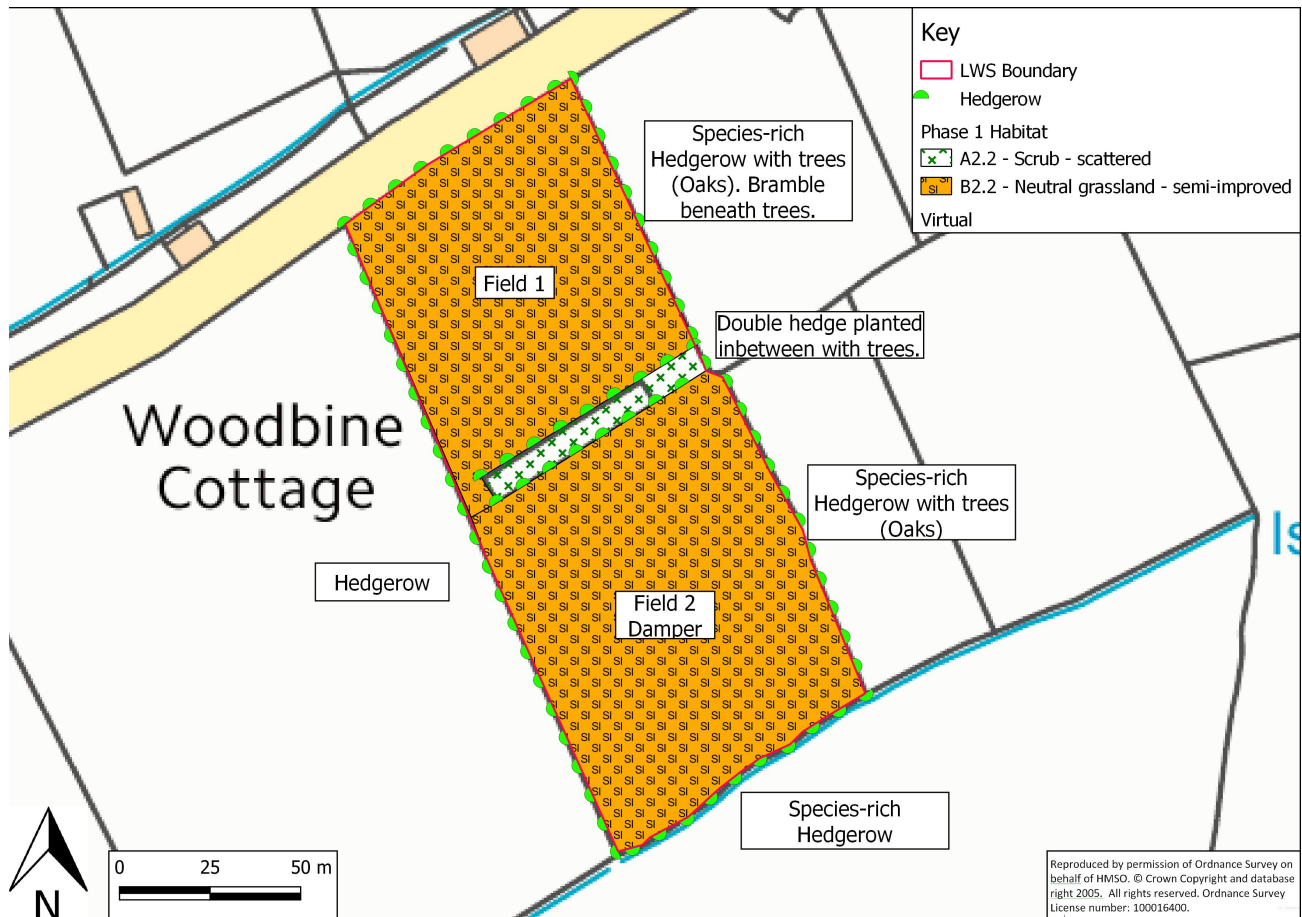 Key
LWS Boundary
Hedgerow
Phase 1 Habitat
A2.2 - Scrub - scattered
SI
B2.2 - Neutral grassland - semi-improved
Virtual
Species-rich
Hedgerow with trees
(Oaks). Bramble
beneath trees.
Field 1
Double hedge planted
inbetween with trees.
Woodbine
Cottage
Species-rich
Hedgerow with trees
(Oaks)
Is
Hedgerow
Field 2
Damper
Species-rich
Hedgerow
N
0 25 50 m
Reproduced by permission of Ordnance Survey on
behalf of HMSO. © Crown Copyright and database
right 2005. All rights reserved. Ordnance Survey
License number: 100016400.